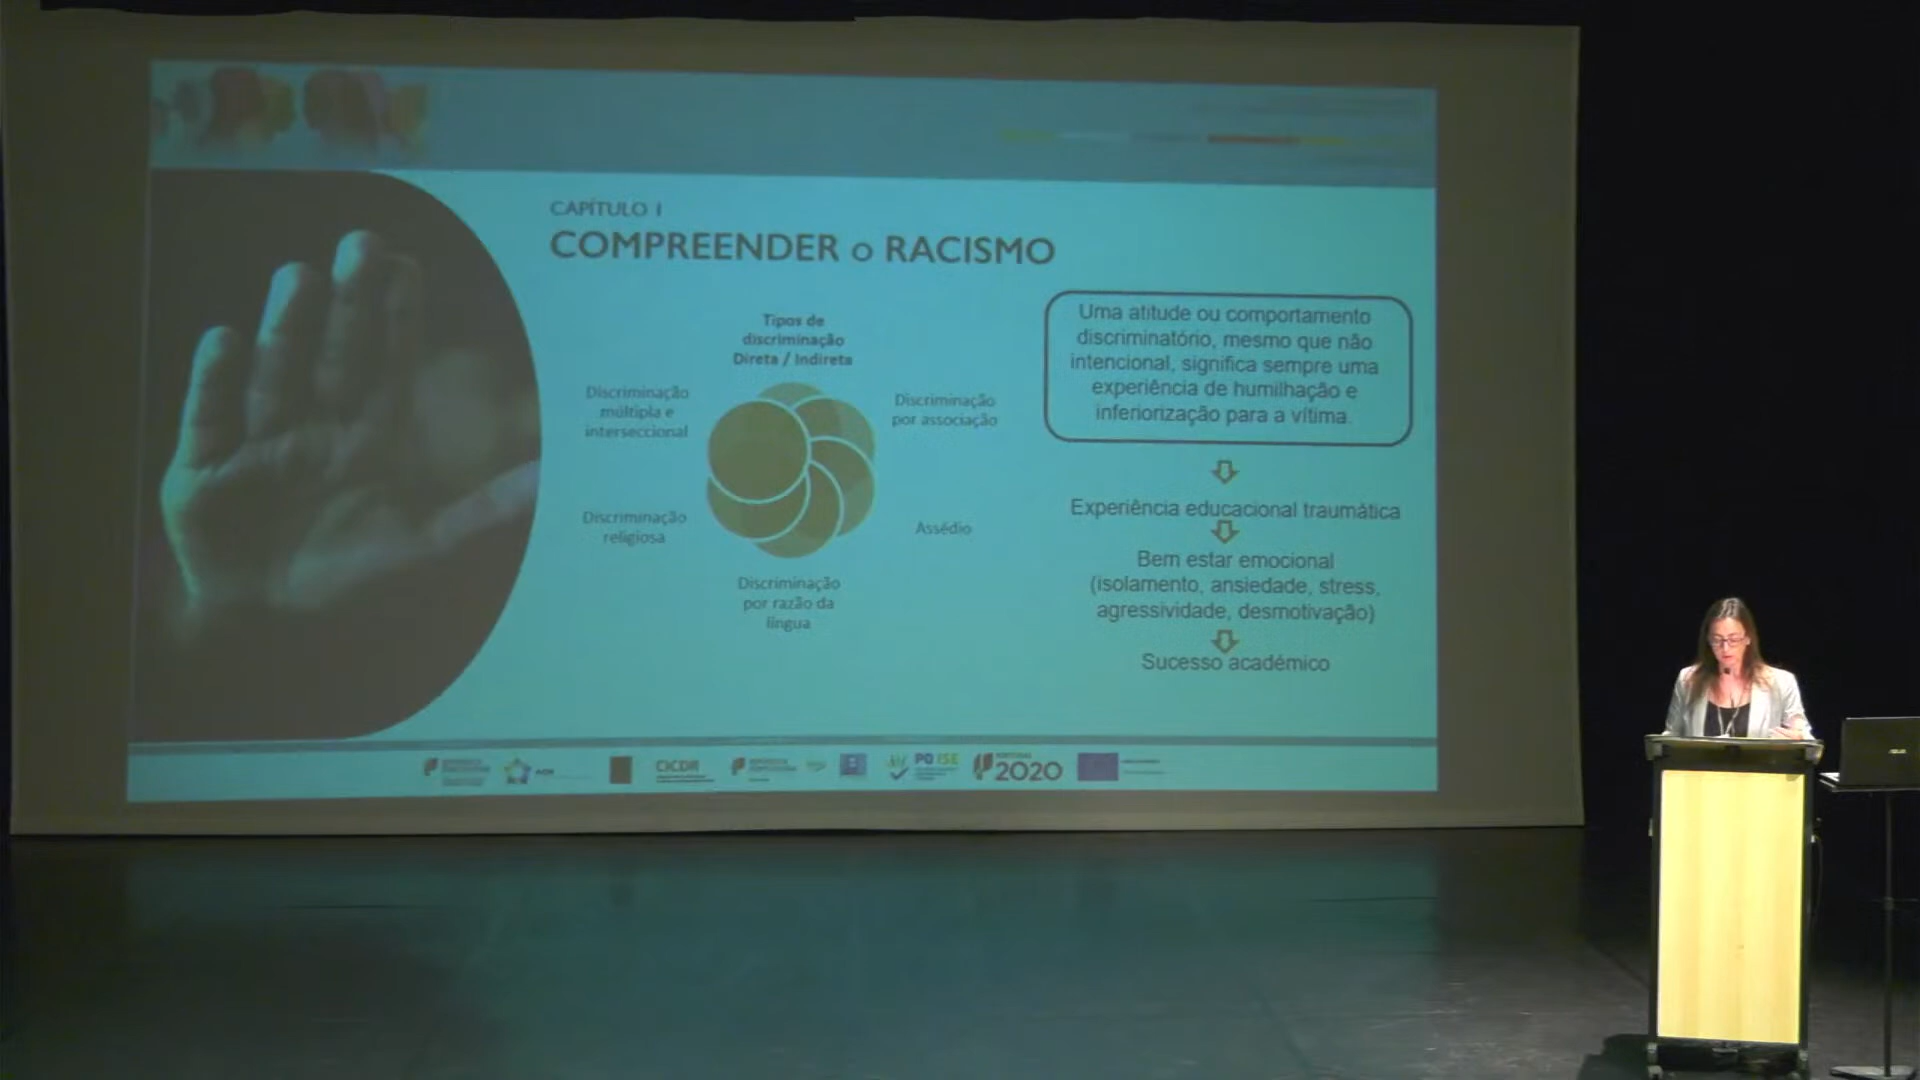 CAPÍTULO I
COMPREENDER o RACISMO
Tipos de
discriminação
Direta / Indireta
Discriminação
múltipla e
interseccional
Discriminação
por associação
Discriminação
religiosa
Assédio
Discriminação
por razão da
língua
Uma atitude ou comportamento
discriminatório, mesmo que não
intencional, significa sempre uma
experiência de humilhação e
inferiorização para a vítima.
Experiência educacional traumática
Bem estar emocional
(isolamento, ansiedade, stress,
agressividade, desmotivação)
Sucesso académico
CICDR
PO ISE
2020
ASUS